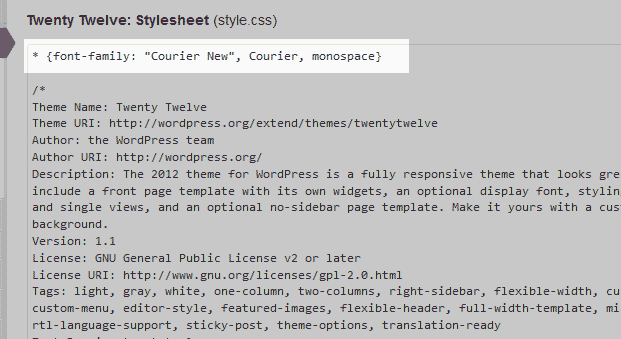 Twenty Twelve: Stylesheet (style.css)
* {font-family: "Courier New", Courier, monospace}
/*
Theme Name: Twenty Twelve
Theme URI: http://wordpress.org/extend/themes/twentytwelve
Author: the WordPress team
Author URI: http://wordpress.org/
Description: The 2012 theme for WordPress is a fully responsive theme that looks gre
include a front page template with its own widgets, an optional display font, stylin
and single views, and an optional no-sidebar page template. Make it yours with a cus
background.
Version: 1.1
License: GNU General Public License v2 or later
License URI: http://www.gnu.org/licenses/gpl-2.0.html
Tags: light, gray, white, one-column, two-columns, right-sidebar, flexible-width, cu
custom-menu, editor-style, featured-images, flexible-header, full-width-template, mi
rtl-language-support, sticky-post, theme-options, translation-ready